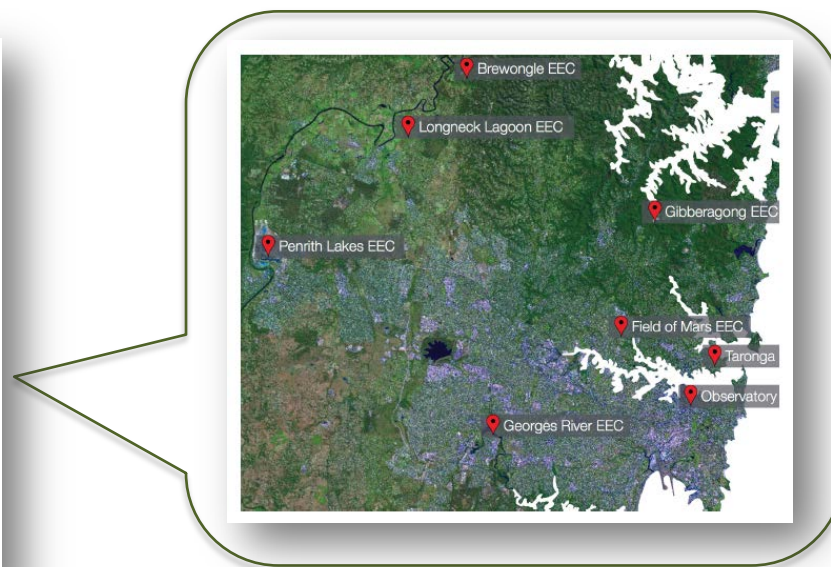 Brewongle EEC
Longneck Lagoon EEC
Gibberagong EEC
Penrith Lakes EEC
Field of Mars EEC
Taronga
Observatory
Georges River EEC